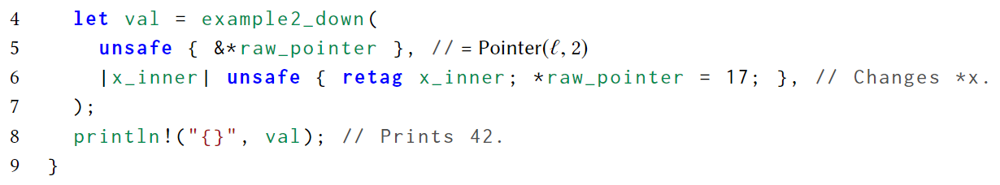 4 let val = example2_down(
5 unsafe { &*raw_pointer }, // = Pointer(ℓ, 2)
6 |x_inner| unsafe { retag x_inner; *raw_pointer = 17; }, // Changes *x.
7 );
8 println!("{}", val); // Prints 42.
9 }